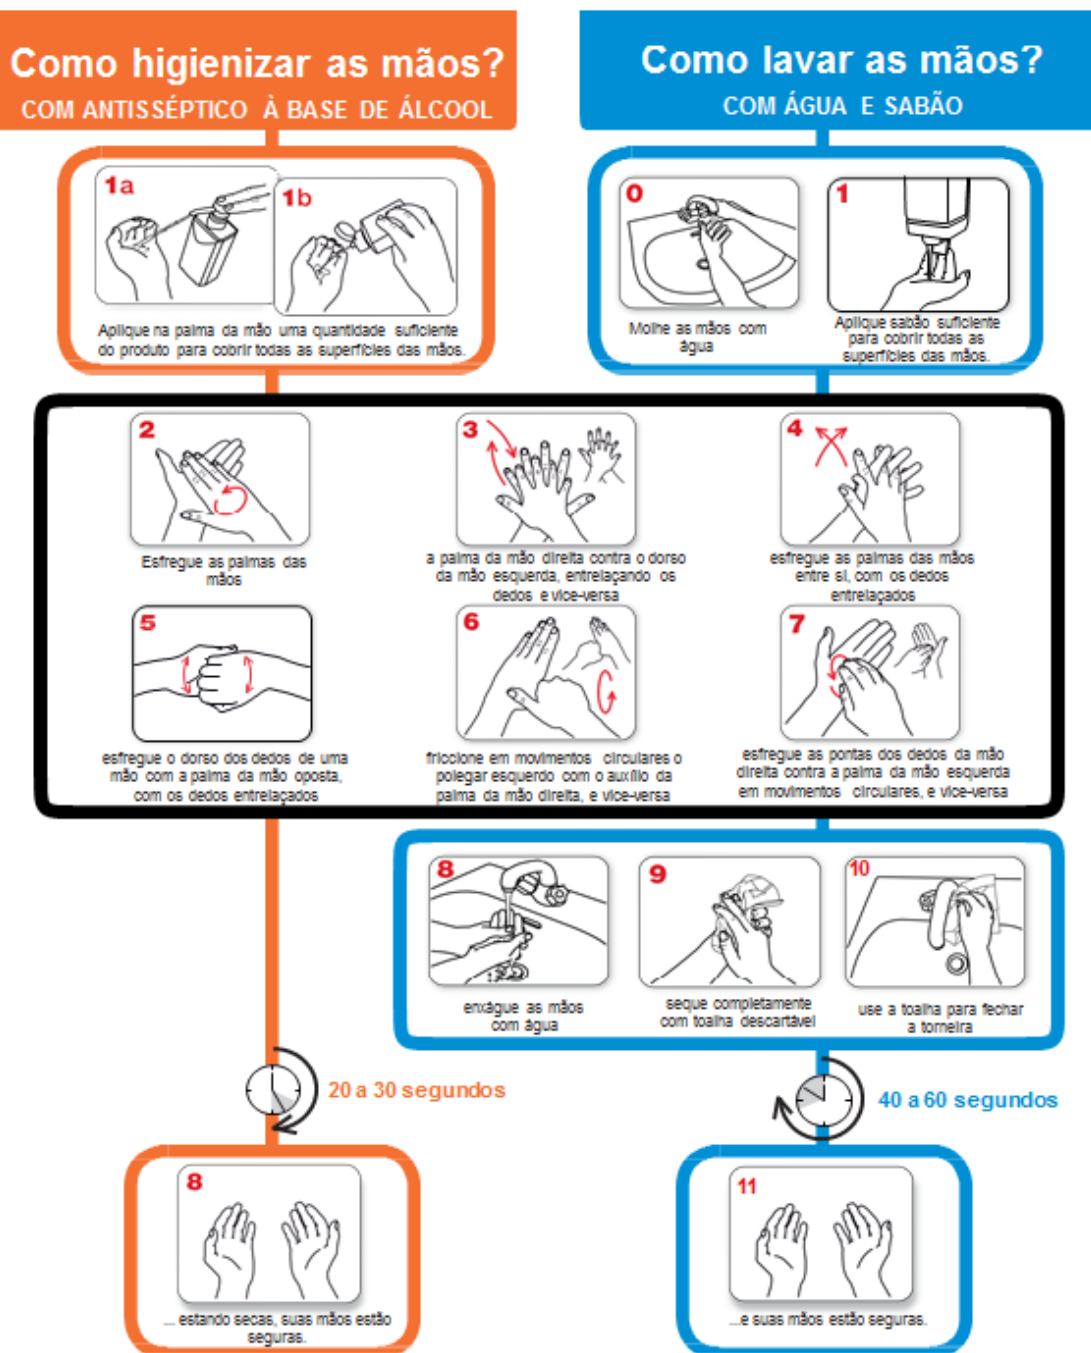 Como higienizar as mãos?
COM ANTISSÉPTICO À BASE DE ÁLCOOL
Como lavar as mãos?
COM ÁGUA E SABÃO
1a
1b
Aplique na palma da mão uma quantidade suficiente
do produto para cobrir todas as superfícies das mãos.
0
Molhe as mãos com
água
1
Aplique sabão suficiente
para cobrir todas as
superfícies das mãos.
2
Esfregue as palmas das
mãos
3
a palma da mão direita contra o dorso
da mão esquerda, entrelaçando os
dedos e vice-versa
4
esfregue as palmas das mãos
entre si, com os dedos
entrelaçados
5
esfregue o dorso dos dedos de uma
mão com a palma da mão oposta,
com os dedos entrelaçados
6
friccione em movimentos circulares o
polegar esquerdo com o auxílio da
palma da mão direita, e vice-versa
7
esfregue as pontas dos dedos da mão
direita contra a palma da mão esquerda
em movimentos circulares, e vice-versa
8
enxágue as mãos
com água
9
seque completamente
com toalha descartável
10
use a toalha para fechar
a torneira
20 a 30 segundos
40 a 60 segundos
8
... estando secas, suas mãos estão
seguras.
11
...e suas mãos estão seguras.